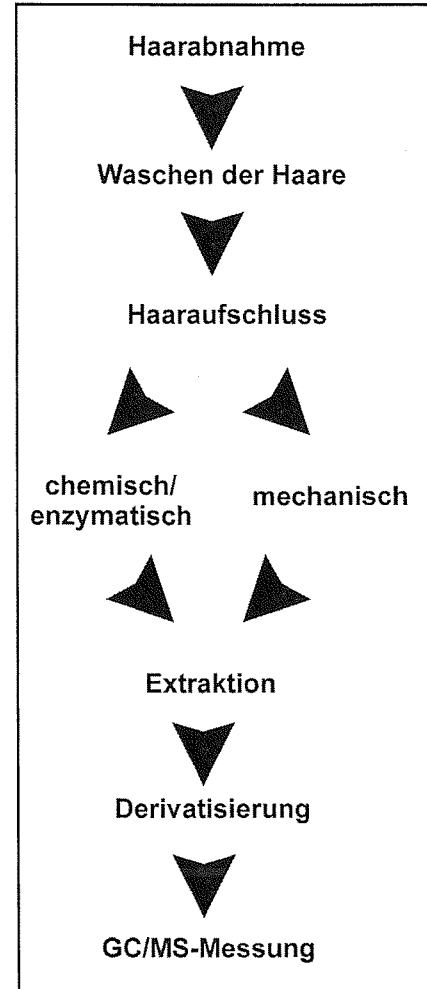 Haarabnahme
Waschen der Haare
Haaraufschluss
chemisch/
enzymatisch
mechanisch
Extraktion
Derivatisierung
GC/MS-Messung